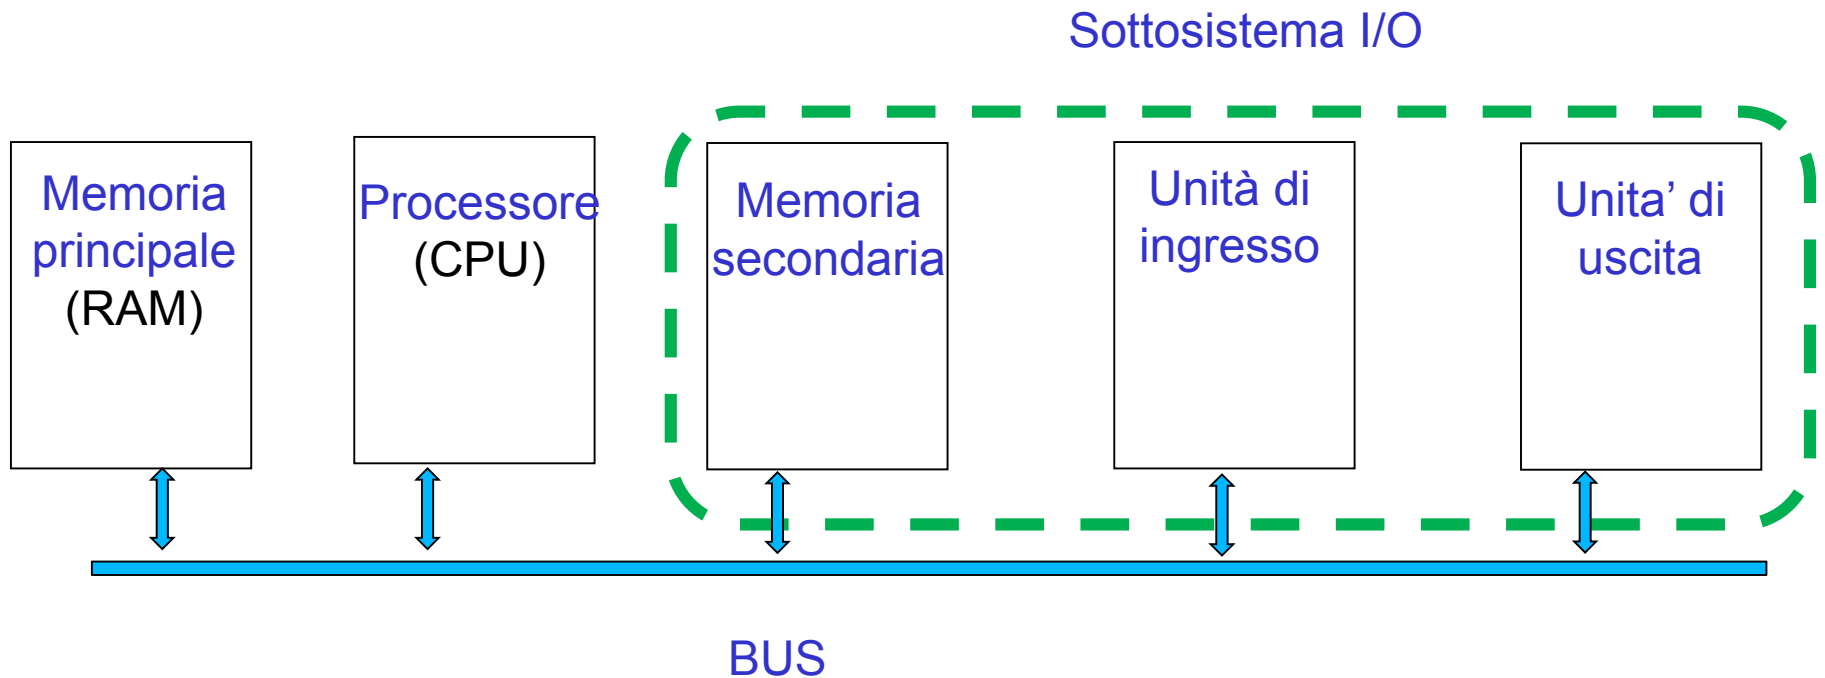 Sottosistema I/O
Memoria
principale
(RAM)
Processore
(CPU)
Memoria
secondaria
Unità di
ingresso
Unita’ di
uscita
BUS